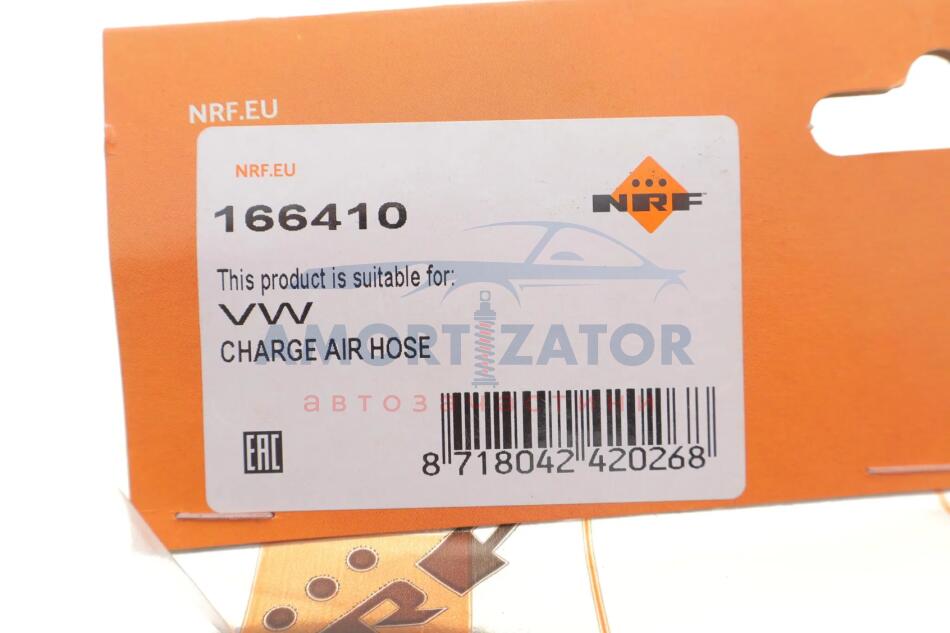 NRF.EU
NRF.EU
NRF
166410
This product is suitable for:
VW
AMORTIZATOR
CHARGE AIR HOSE
автозапчастини
EAC
8 718042 420268